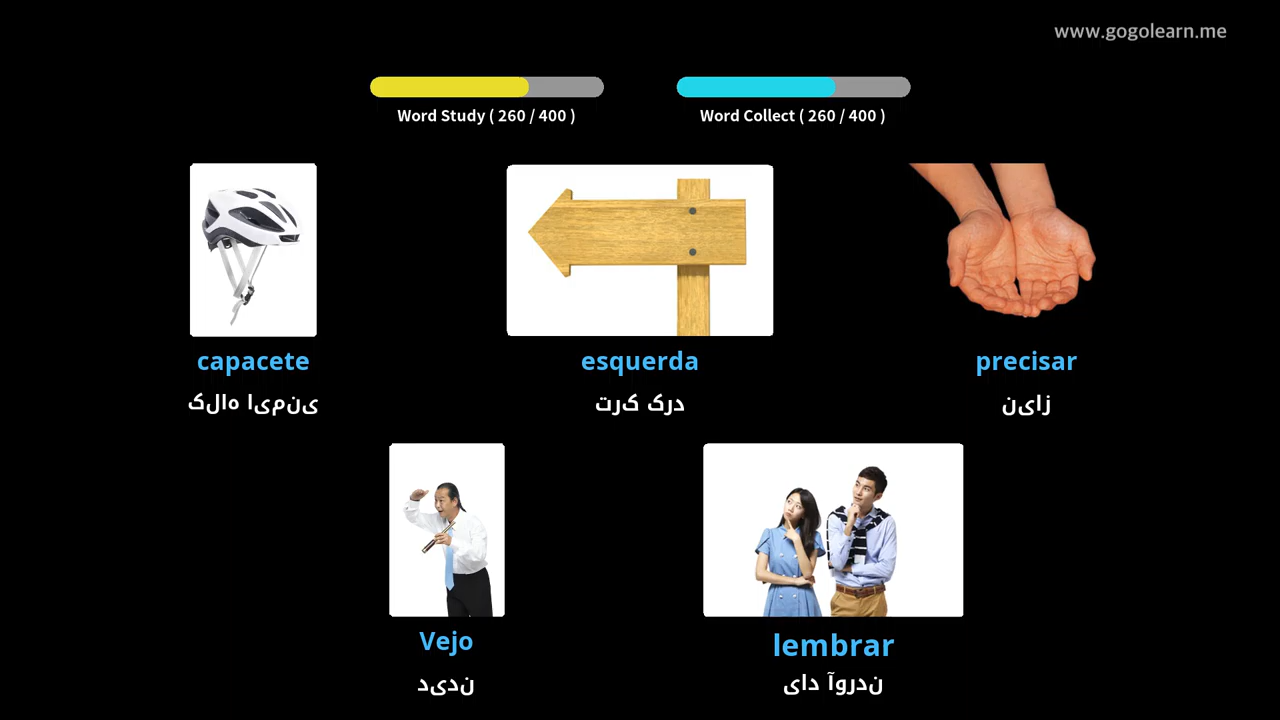 www.gogolearn.me
Word Study ( 260 / 400 )
Word Collect ( 260 / 400 )
capacete
کلاه ایمنی
esquerda
ترک کرد
precisar
نیاز
Vejo
دیدن
lembrar
یاد آوردن